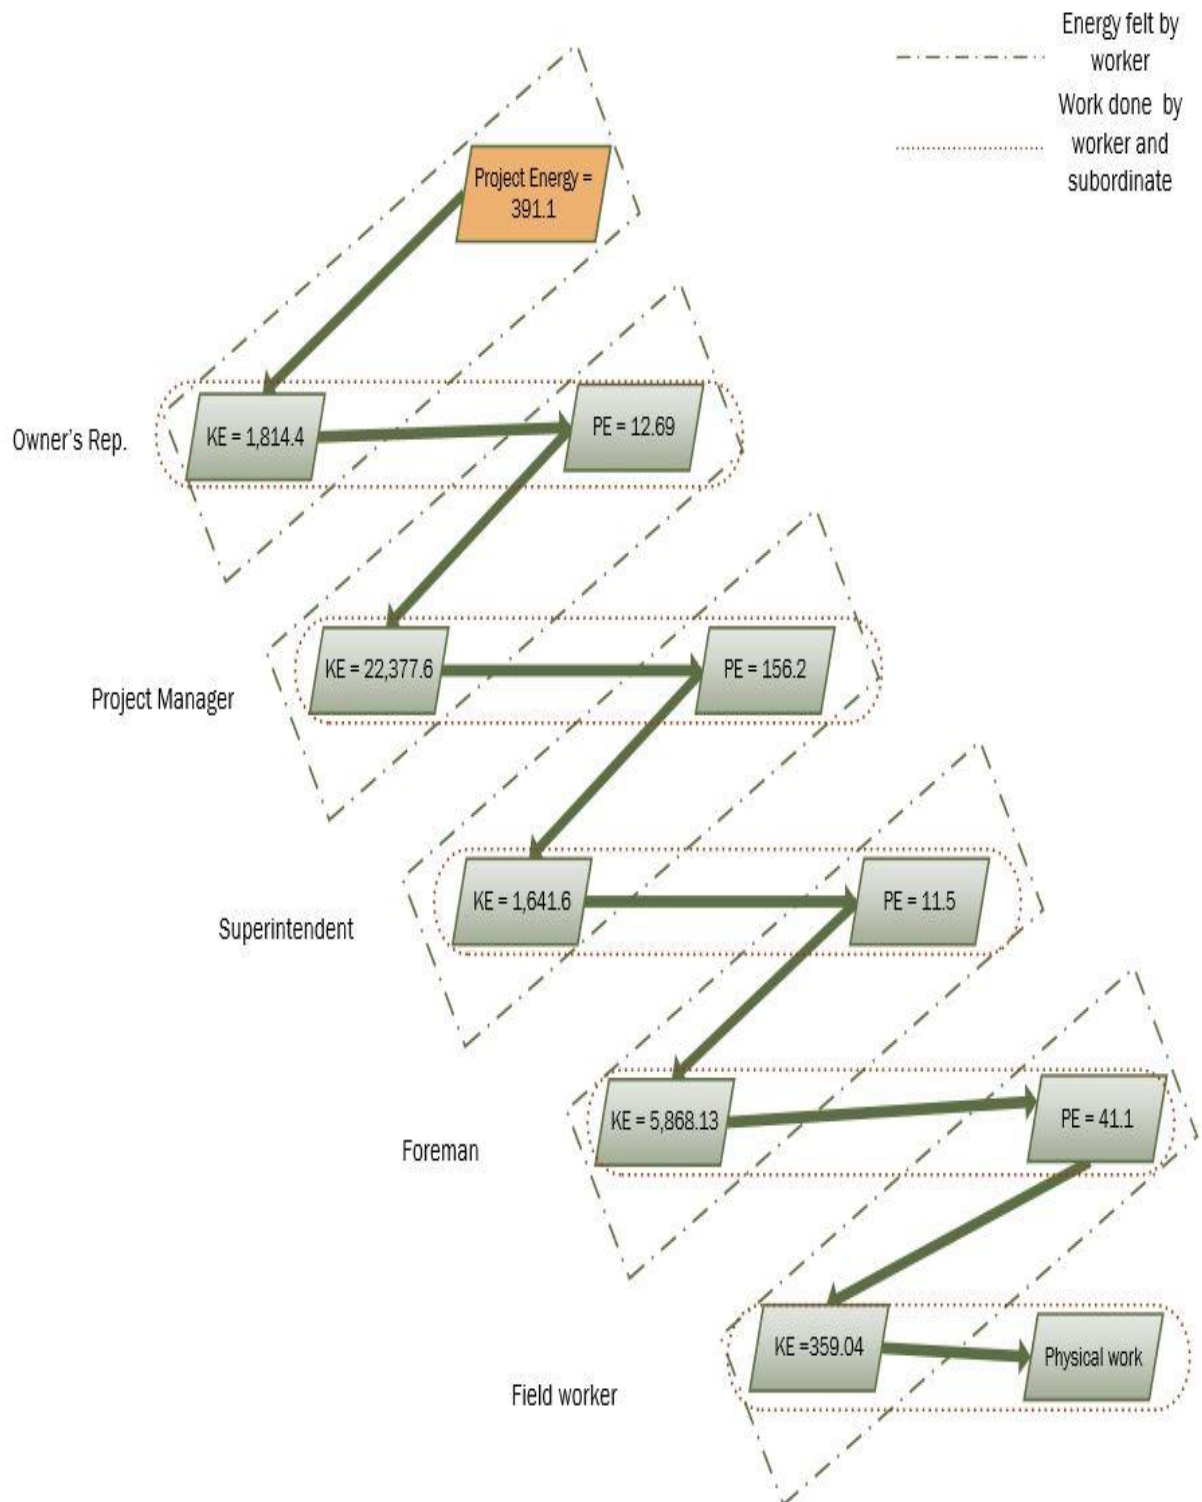 Energy felt by
worker
Work done by
worker and
subordinate
Project Energy =
391.1
Owner's Rep.
KE = 1,814.4
PE = 12.69
Project Manager
KE = 22,377.6
PE = 156.2
Superintendent
KE = 1,641.6
PE = 11.5
Foreman
KE = 5,868.13
PE = 41.1
Field worker
KE =359.04
Physical work